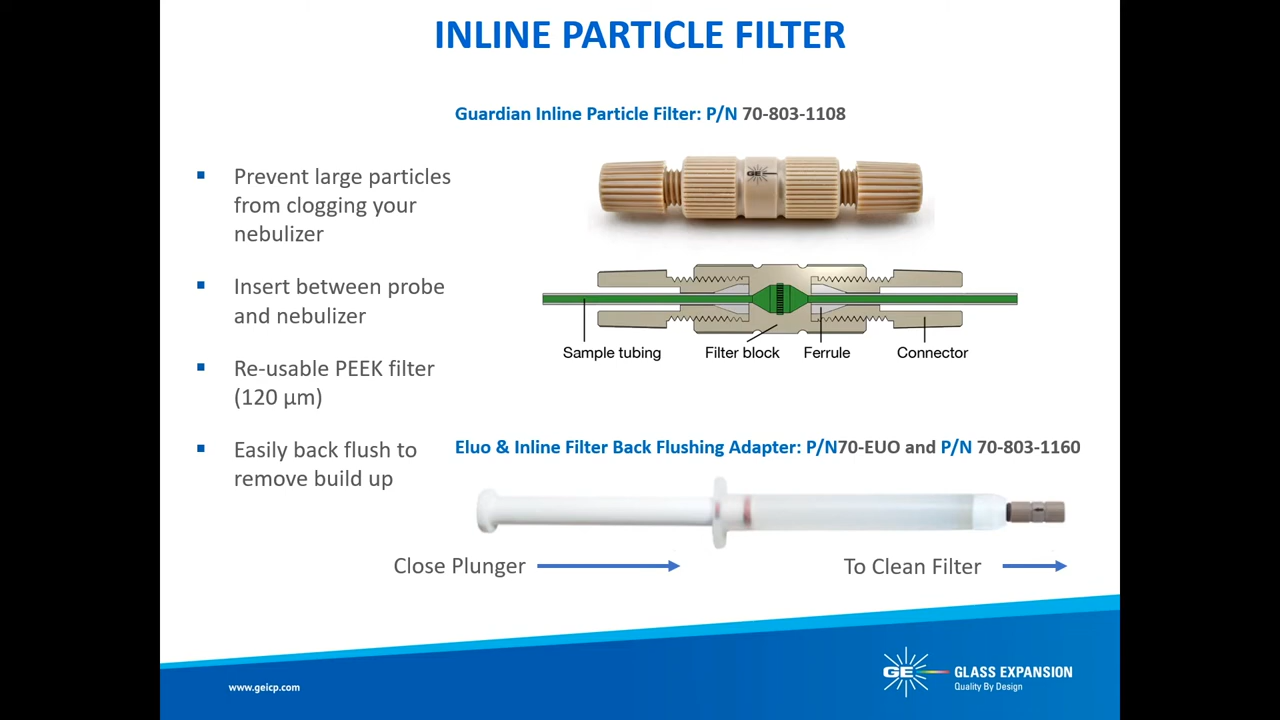 INLINE PARTICLE FILTER
Guardian Inline Particle Filter: P/N 70-803-1108
GE
Prevent large particles
from clogging your
nebulizer
Insert between probe
and nebulizer
Re-usable PEEK filter
(120 µm)
Easily back flush to
remove build up
Sample tubing
Filter block
Ferrule
Connector
Eluo & Inline Filter Back Flushing Adapter: P/N70-EUO and P/N 70-803-1160
Close Plunger
To Clean Filter
www.geicp.com
GE
GLASS EXPANSION
Quality By Design